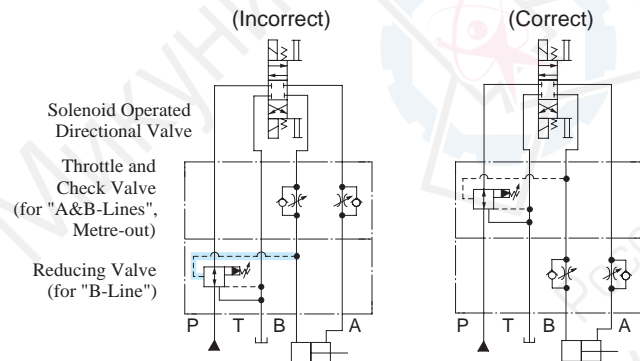 (Incorrect)
(Correct)
Solenoid Operated
Directional Valve
Throttle and
Check Valve
(for "A&B-Lines",
Metre-out)
Reducing Valve
(for "B-Line")
P T B A
P T B A